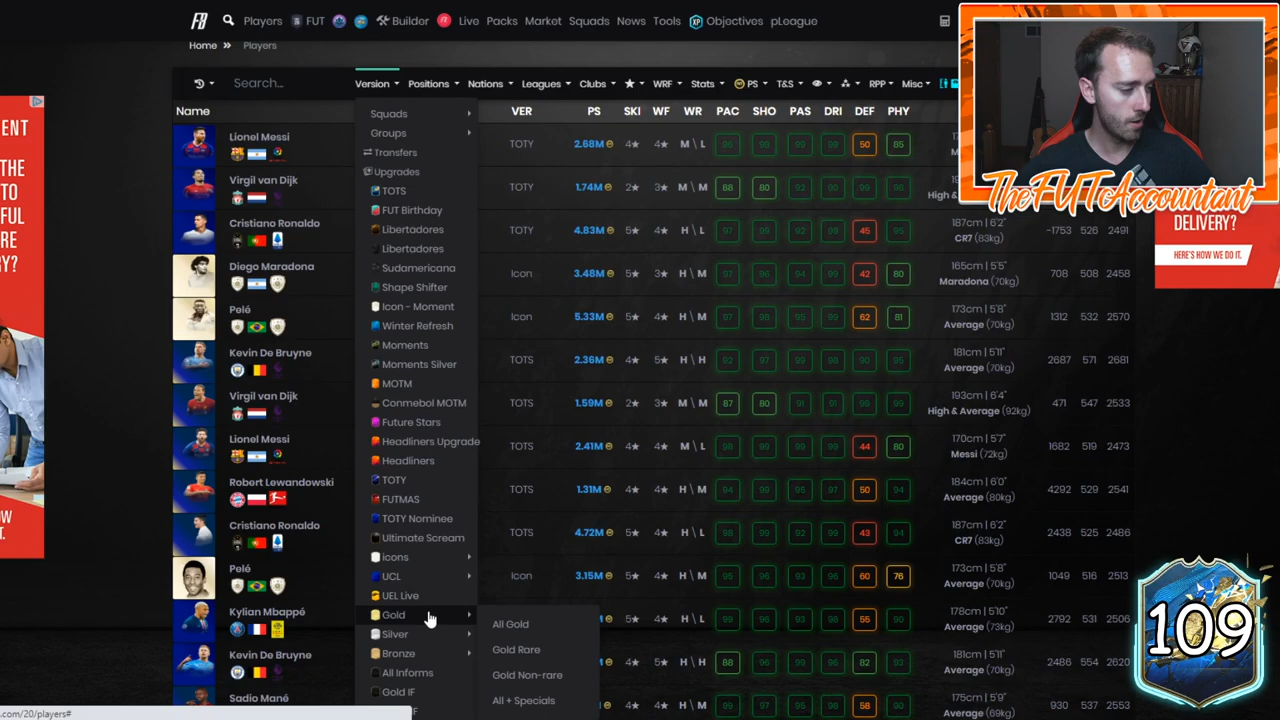 FB Players FUT Builder Live Packs Market Squads News Tools XP Objectives pLeague
Home » Players
Search... Version Positions Nations Leagues Clubs WRF Stats PS T&S RPP Misc
Name VER PS SKI WF WR PAC SHO PAS DRI DEF PHY
Lionel Messi TOTY 2.68M 4★ 4★ M \ L 50 85
Virgil van Dijk TOTY 1.74M 2★ 3★ M \ M 88 80
Cristiano Ronaldo TOTY 4.83M 5★ 4★ H \ L 45 187cm | 6'2" CR7 (83kg) -1753 526 2491
Diego Maradona Icon 3.48M 5★ 3★ H \ M 42 80 165cm | 5'5" Maradona (70kg) 708 508 2458
Pelé Icon 5.33M 5★ 4★ H \ M 62 81 173cm | 5'8" Average (70kg) 1312 532 2570
Kevin De Bruyne TOTS 2.36M 4★ 5★ H \ H 181cm | 5'11" Average (70kg) 2687 571 2681
Virgil van Dijk TOTS 1.59M 2★ 3★ M \ M 87 80 193cm | 6'4" High & Average (92kg) 471 547 2533
Lionel Messi TOTS 2.41M 4★ 4★ M \ L 44 80 170cm | 5'7" Messi (72kg) 1682 519 2473
Robert Lewandowski TOTS 1.31M 4★ 4★ H \ M 50 184cm | 6'0" Average (80kg) 4292 529 2541
Cristiano Ronaldo TOTS 4.72M 5★ 4★ H \ L 43 187cm | 6'2" CR7 (83kg) 2438 525 2486
Pelé Icon 3.15M 5★ 4★ H \ M 60 76 173cm | 5'8" Average (70kg) 1049 516 2513
Kylian Mbappé 55 178cm | 5'10" Average (73kg) 2692 531 2506
Kevin De Bruyne 88 82 181cm | 5'11" Average (70kg) 2486 554 2620
Sadio Mané 58 175cm | 5'9" Average (69kg) 930 537 2553
Squads
Groups
Transfers
Upgrades
TOTS
FUT Birthday
Libertadores
Libertadores
Sudamericana
Shape Shifter
Icon - Moment
Winter Refresh
Moments
Moments Silver
MOTM
Conmebol MOTM
Future Stars
Headliners Upgrade
Headliners
TOTY
FUTMAS
TOTY Nominee
Ultimate Scream
icons
UCL
UEL Live
Gold
Silver
Bronze
All Informs
Gold IF
All Gold
Gold Rare
Gold Non-rare
All + Specials
TheFUTAccountant
DELIVERY?
HERE'S HOW WE DO IT.
109
.com/20/players#